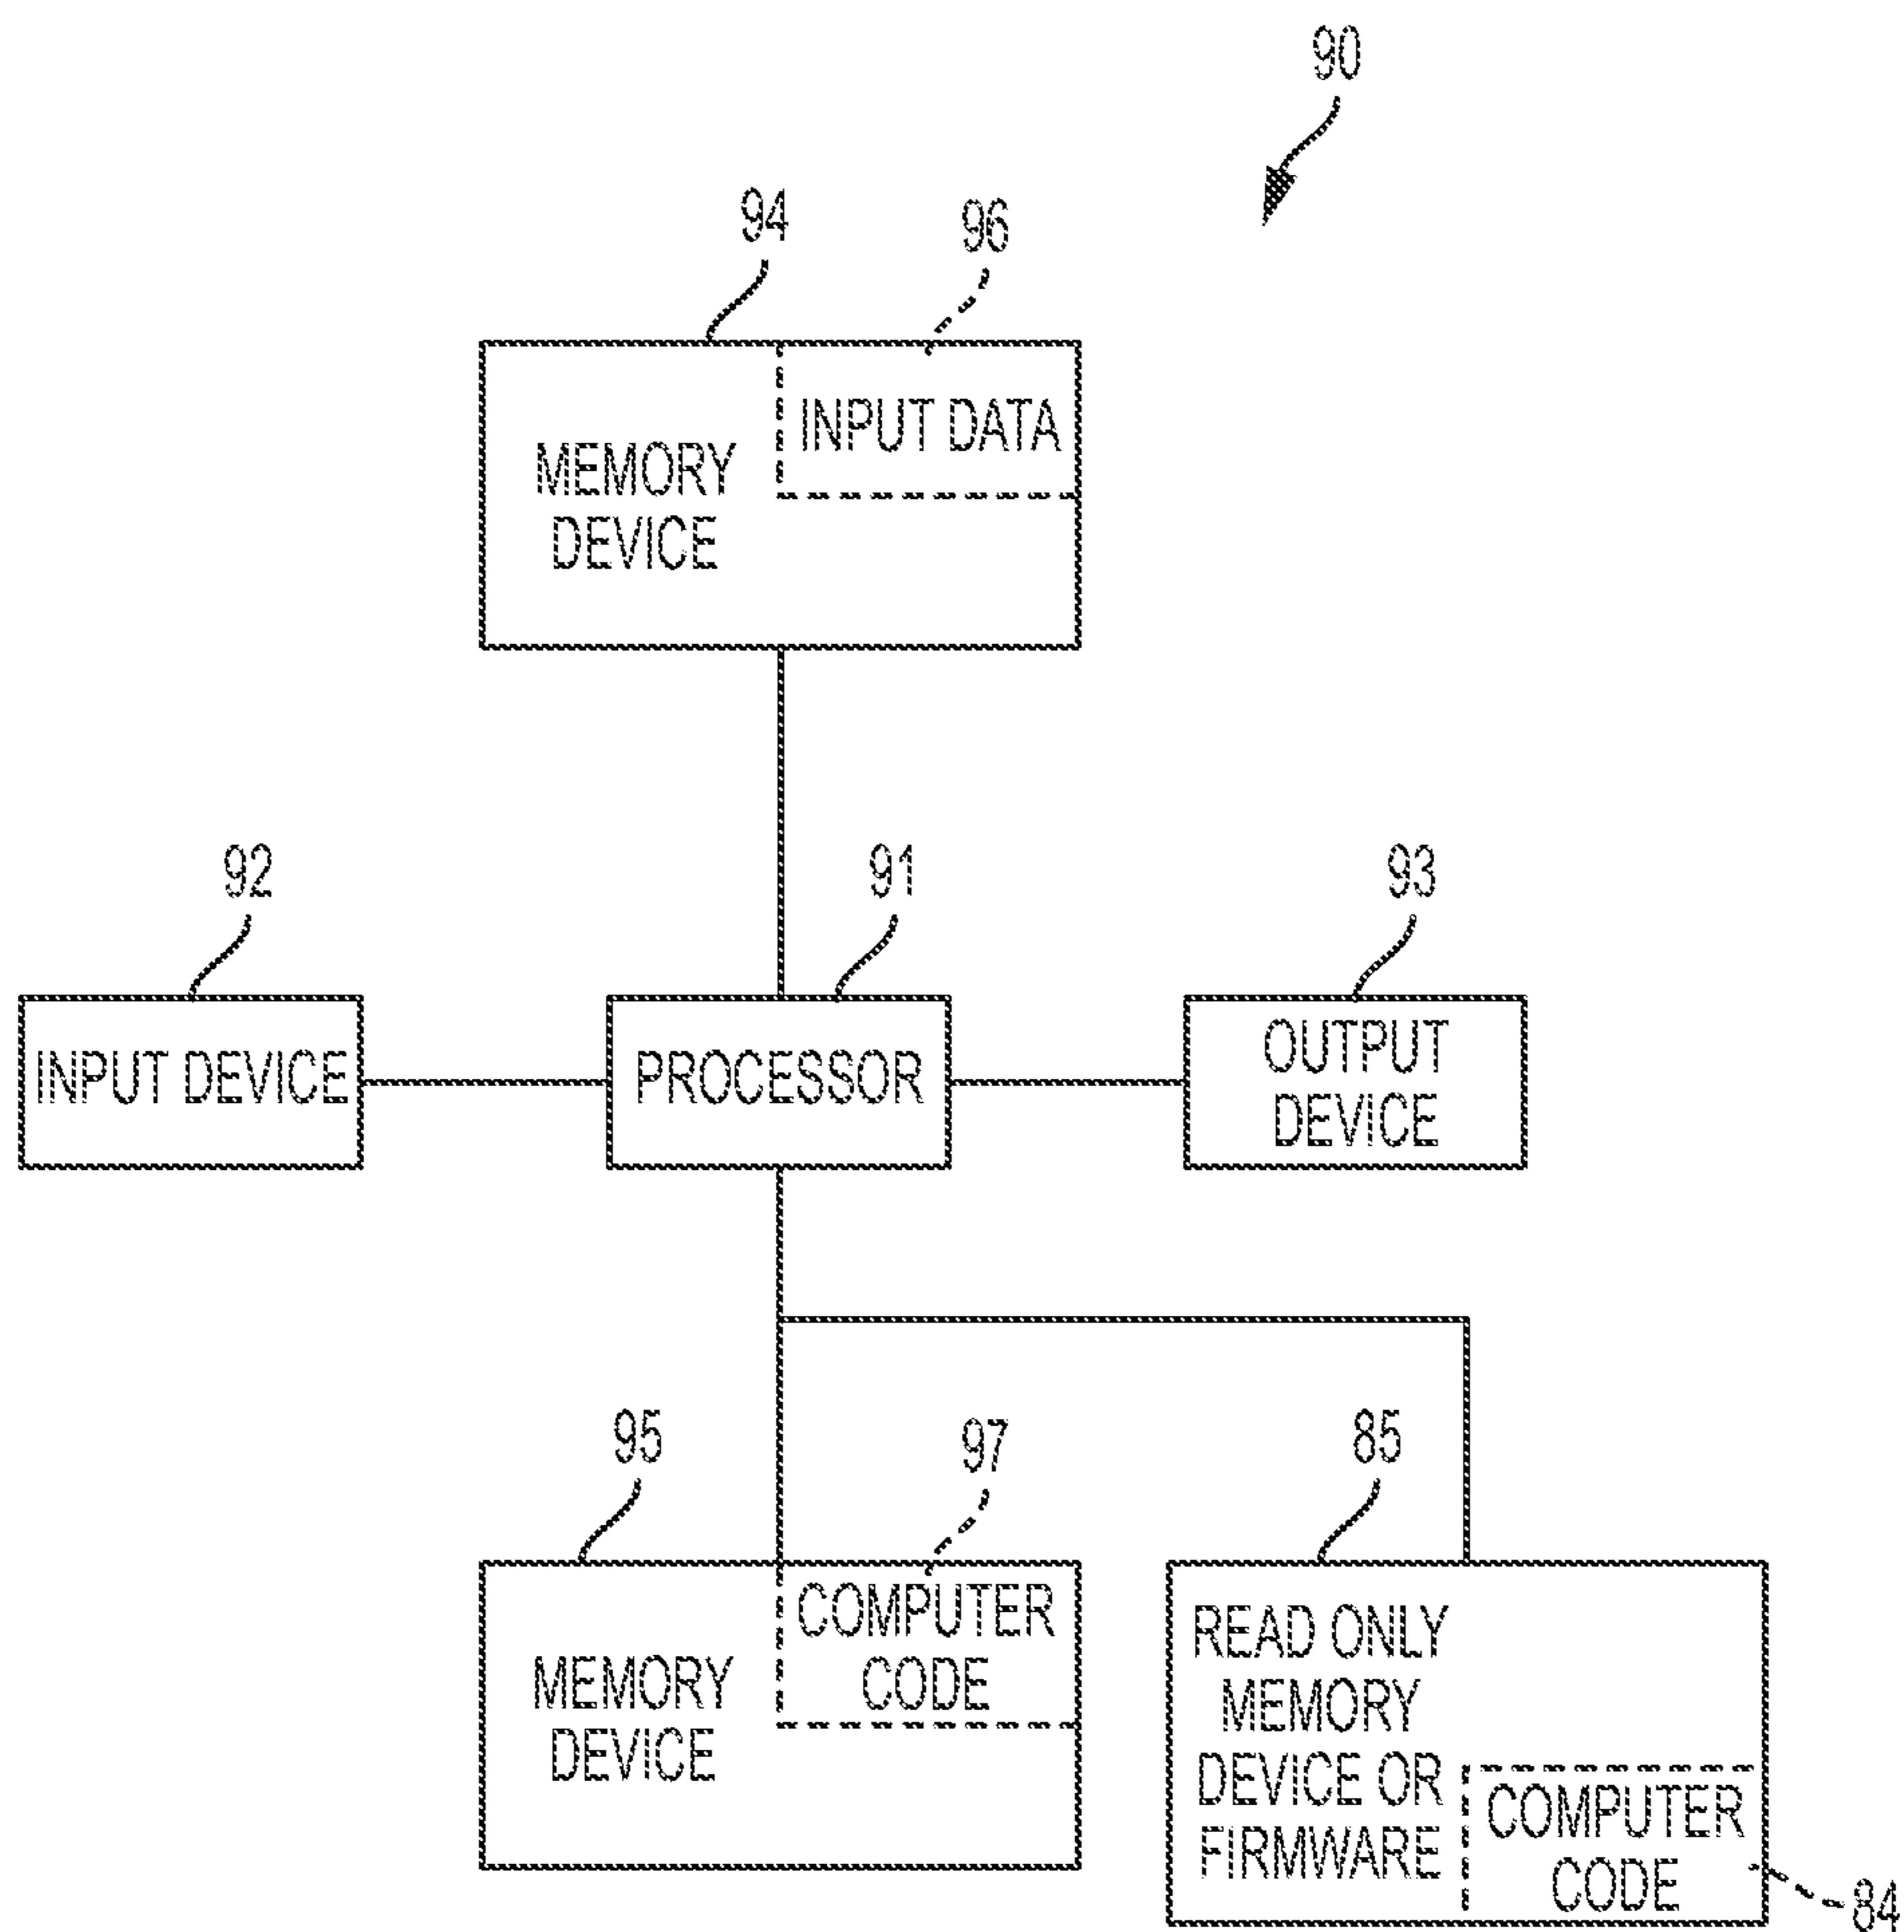 90
94
96
INPUT DATA
MEMORY
DEVICE
92
91
93
INPUT DEVICE
PROCESSOR
OUTPUT
DEVICE
95
97
85
COMPUTER
CODE
MEMORY
DEVICE
READ ONLY
MEMORY
DEVICE OR
FIRMWARE
COMPUTER
CODE
84